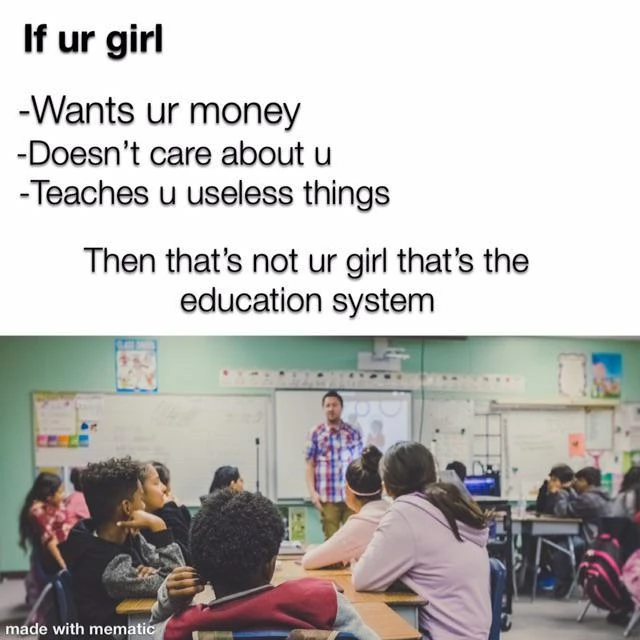 If ur girl
-Wants ur money
-Doesn’t care about u
-Teaches u useless things
Then that’s not ur girl that’s the
education system
made with mematic